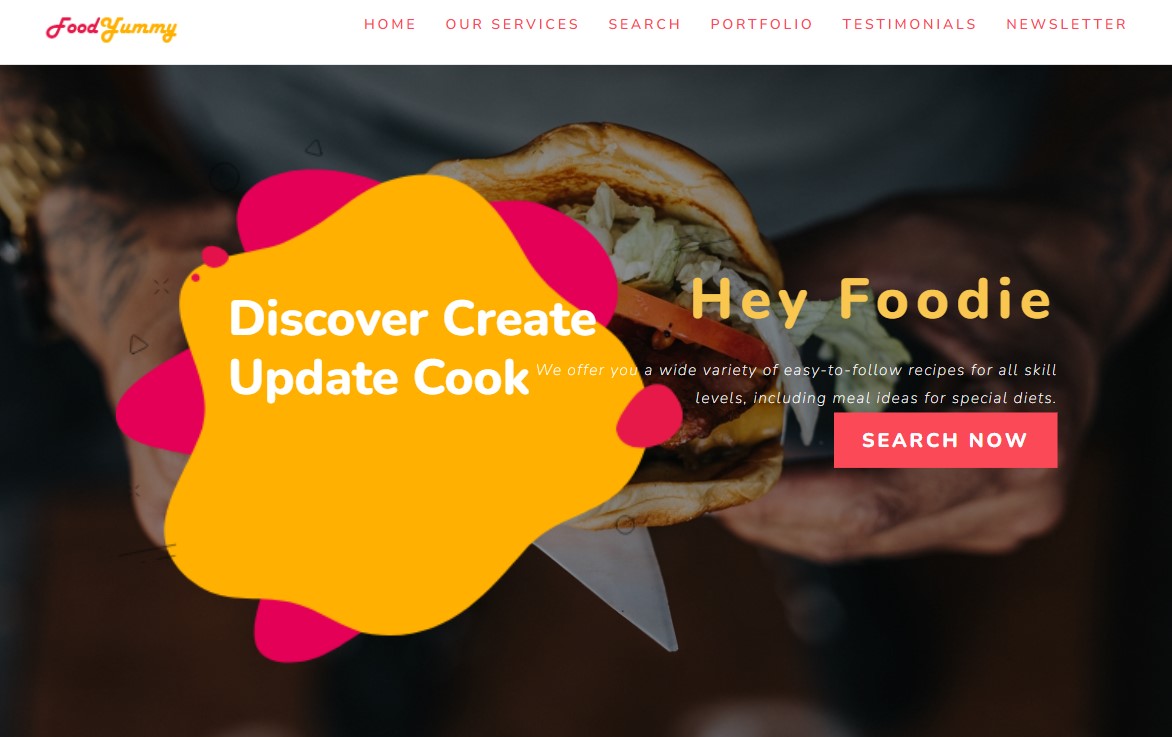 FoodYummy
HOME OUR SERVICES SEARCH PORTFOLIO TESTIMONIALS NEWSLETTER
Discover Create
Update Cook
Hey Foodie
We offer you a wide variety of easy-to-follow recipes for all skill
levels, including meal ideas for special diets.
SEARCH NOW